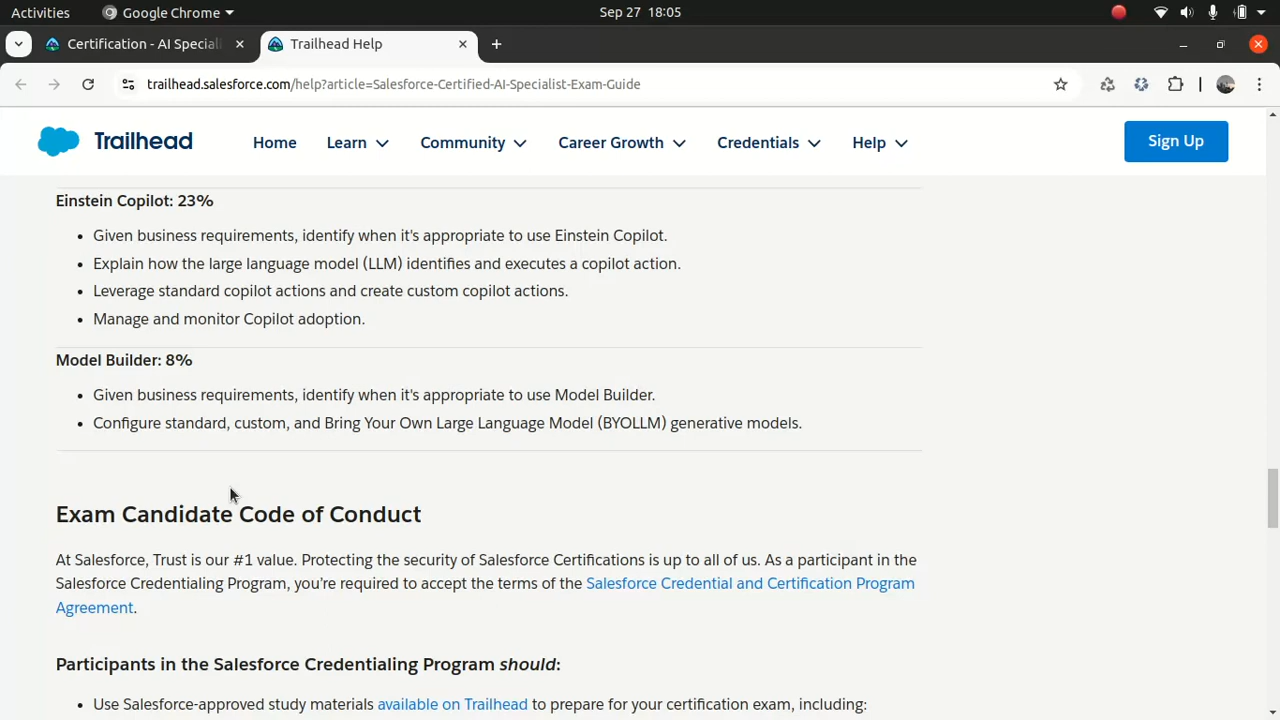 Activities Google Chrome Sep 27 18:05
Certification - AI Speciali Trailhead Help
trailhead.salesforce.com/help?article=Salesforce-Certified-AI-Specialist-Exam-Guide
Trailhead Home Learn Community Career Growth Credentials Help Sign Up
Einstein Copilot: 23%
• Given business requirements, identify when it's appropriate to use Einstein Copilot.
• Explain how the large language model (LLM) identifies and executes a copilot action.
• Leverage standard copilot actions and create custom copilot actions.
• Manage and monitor Copilot adoption.
Model Builder: 8%
• Given business requirements, identify when it's appropriate to use Model Builder.
• Configure standard, custom, and Bring Your Own Large Language Model (BYOLLM) generative models.
Exam Candidate Code of Conduct
At Salesforce, Trust is our #1 value. Protecting the security of Salesforce Certifications is up to all of us. As a participant in the
Salesforce Credentialing Program, you're required to accept the terms of the Salesforce Credential and Certification Program
Agreement.
Participants in the Salesforce Credentialing Program should:
• Use Salesforce-approved study materials available on Trailhead to prepare for your certification exam, including: